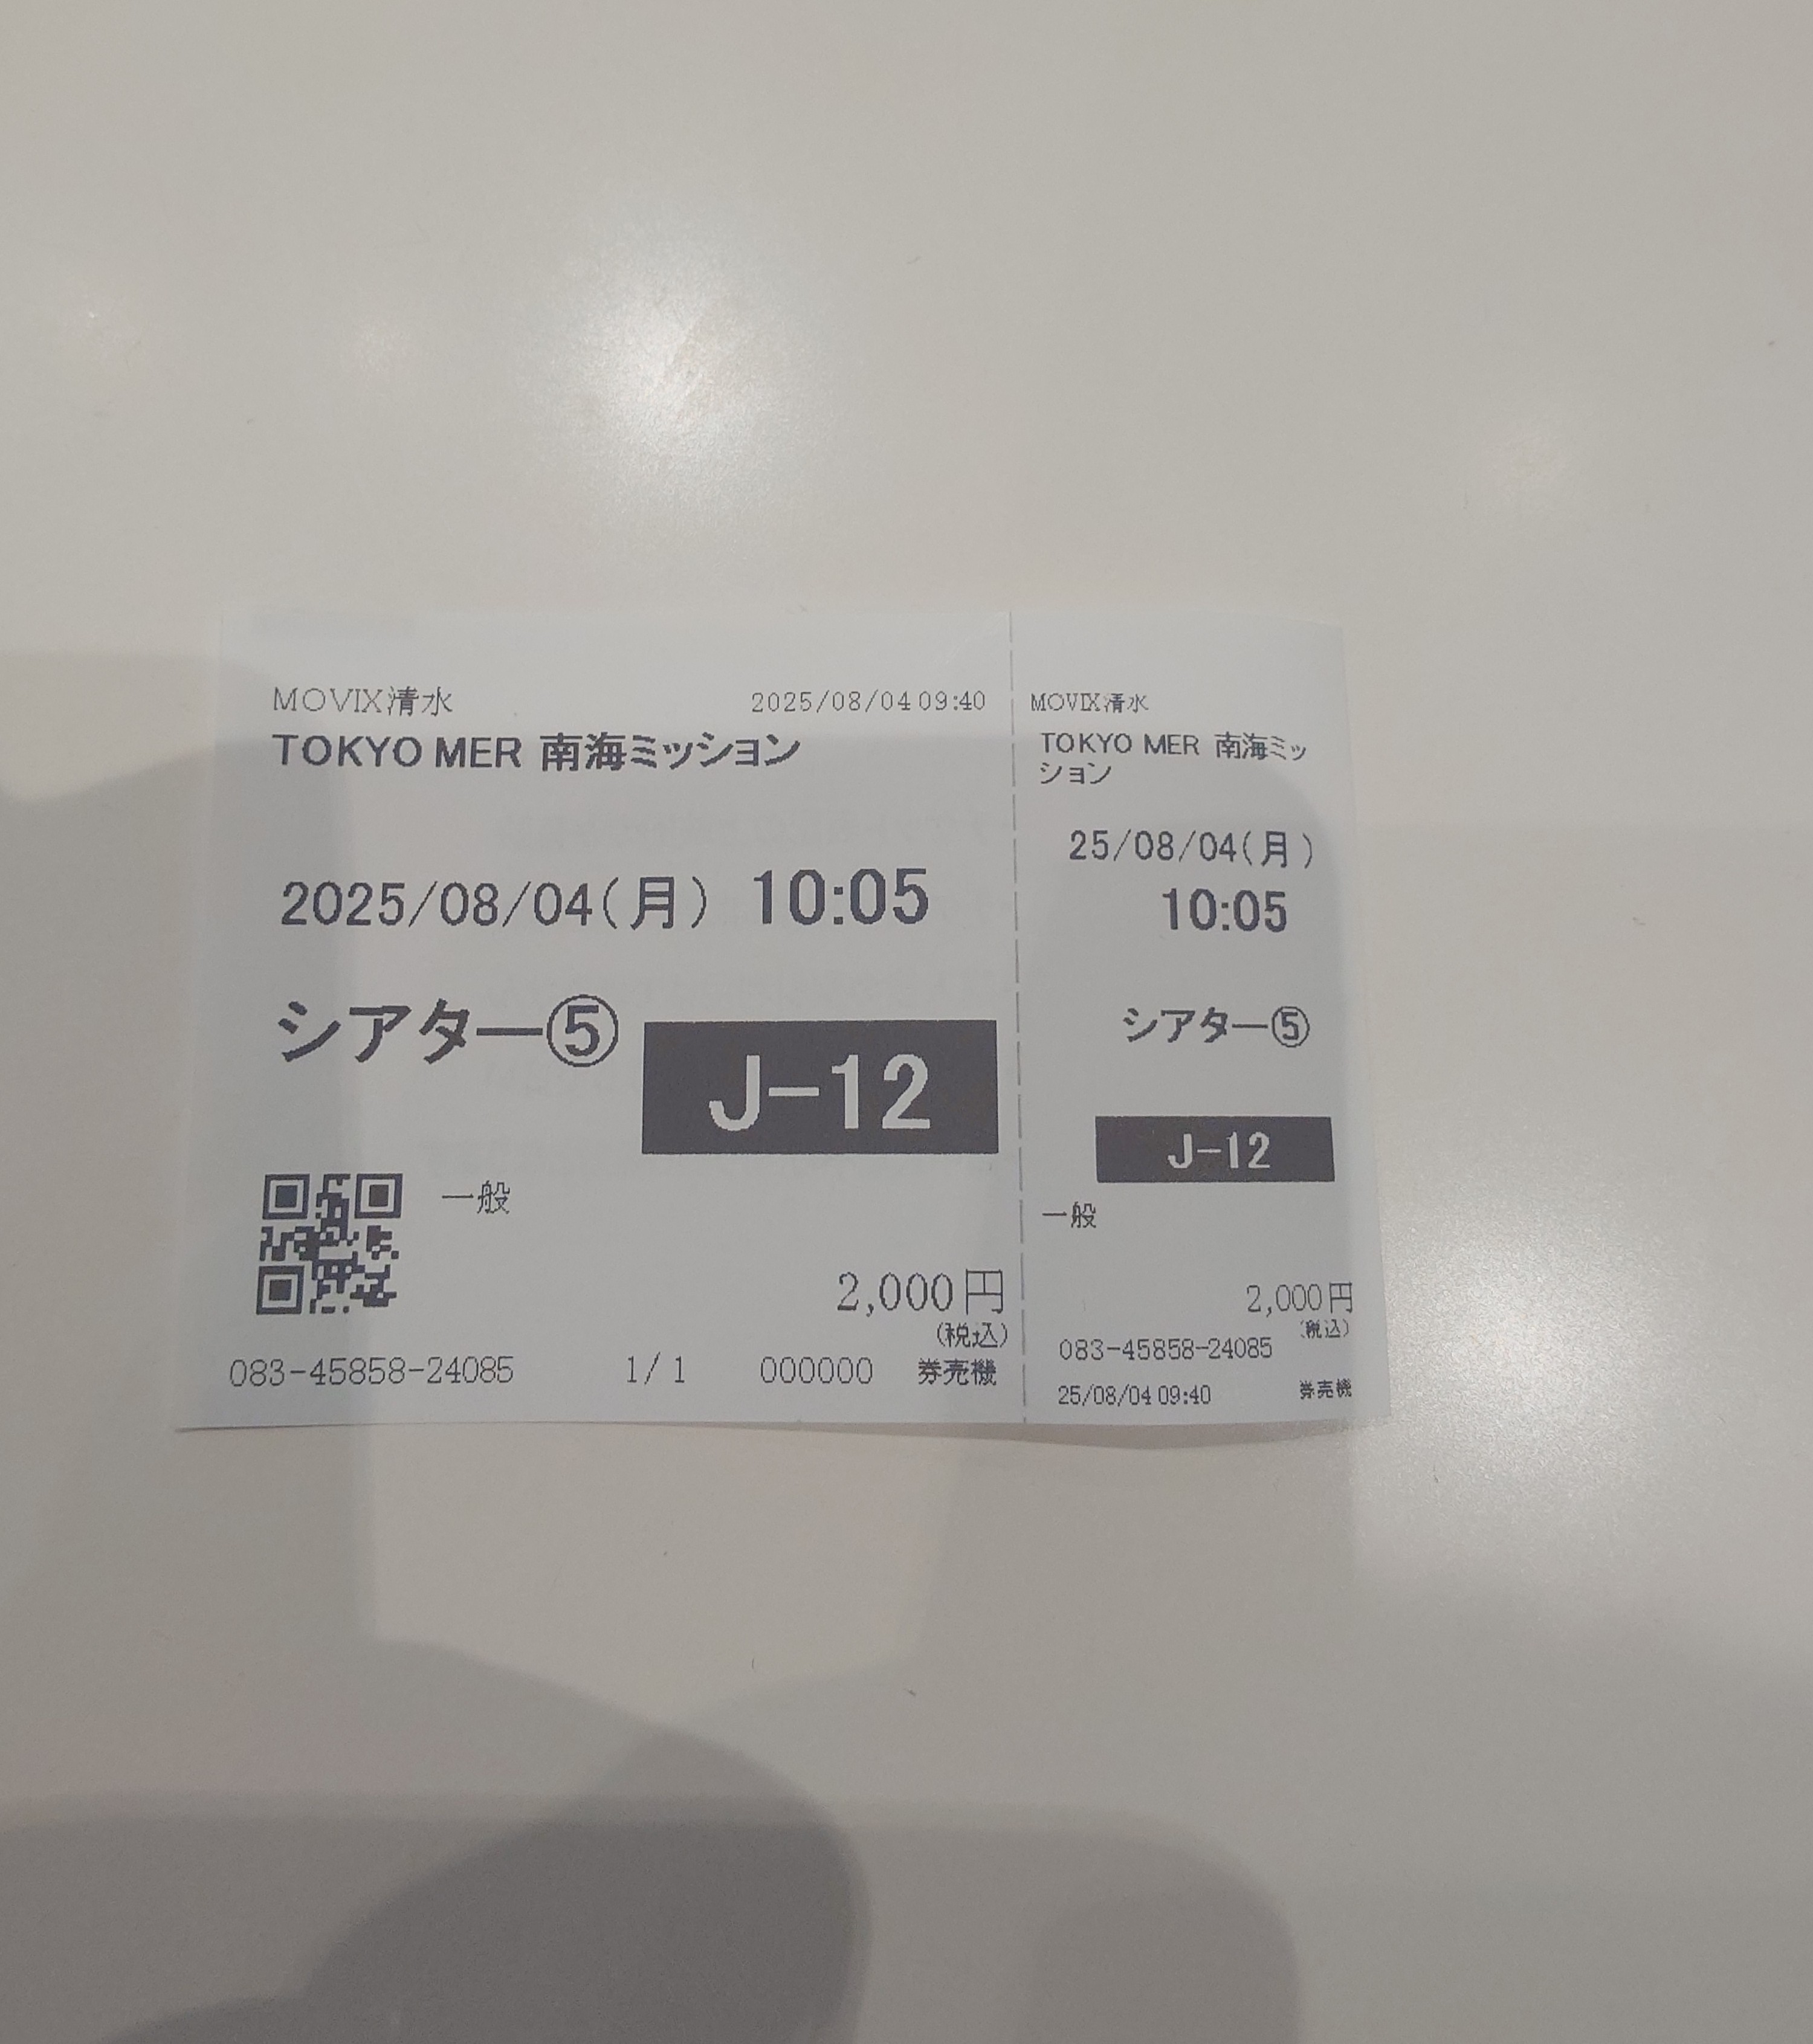 MOVIX清水 2025/08/04 09:40
TOKYO MER 南海ミッション
2025/08/04(月) 10:05
シアター⑤
J-12
一般
2,000円
(税込)
083-45858-24085 1/1 000000 券売機
MOVIX清水
TOKYO MER 南海ミッ
ション
25/08/04(月)
10:05
シアター⑤
J-12
一般
2,000円
(税込)
083-45858-24085
25/08/04 09:40 券売機